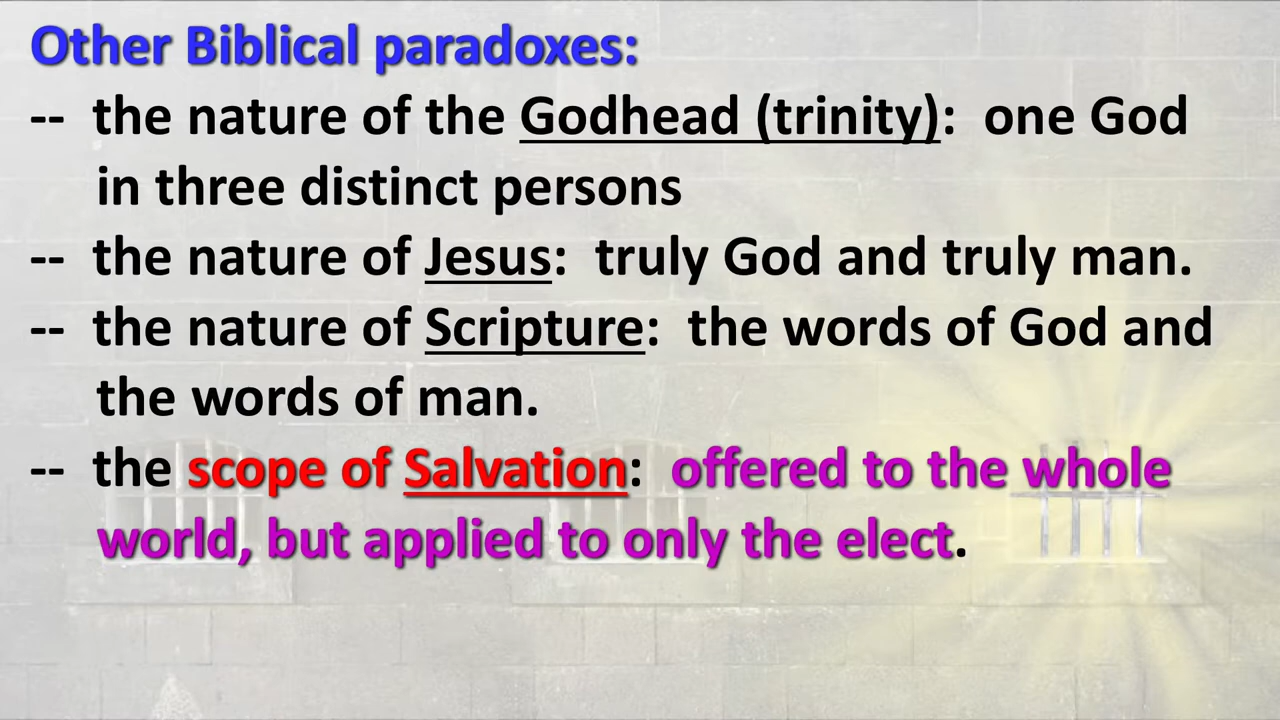 Other Biblical paradoxes:
-- the nature of the Godhead (trinity): one God
in three distinct persons
-- the nature of Jesus: truly God and truly man.
-- the nature of Scripture: the words of God and
the words of man.
-- the scope of Salvation: offered to the whole
world, but applied to only the elect.